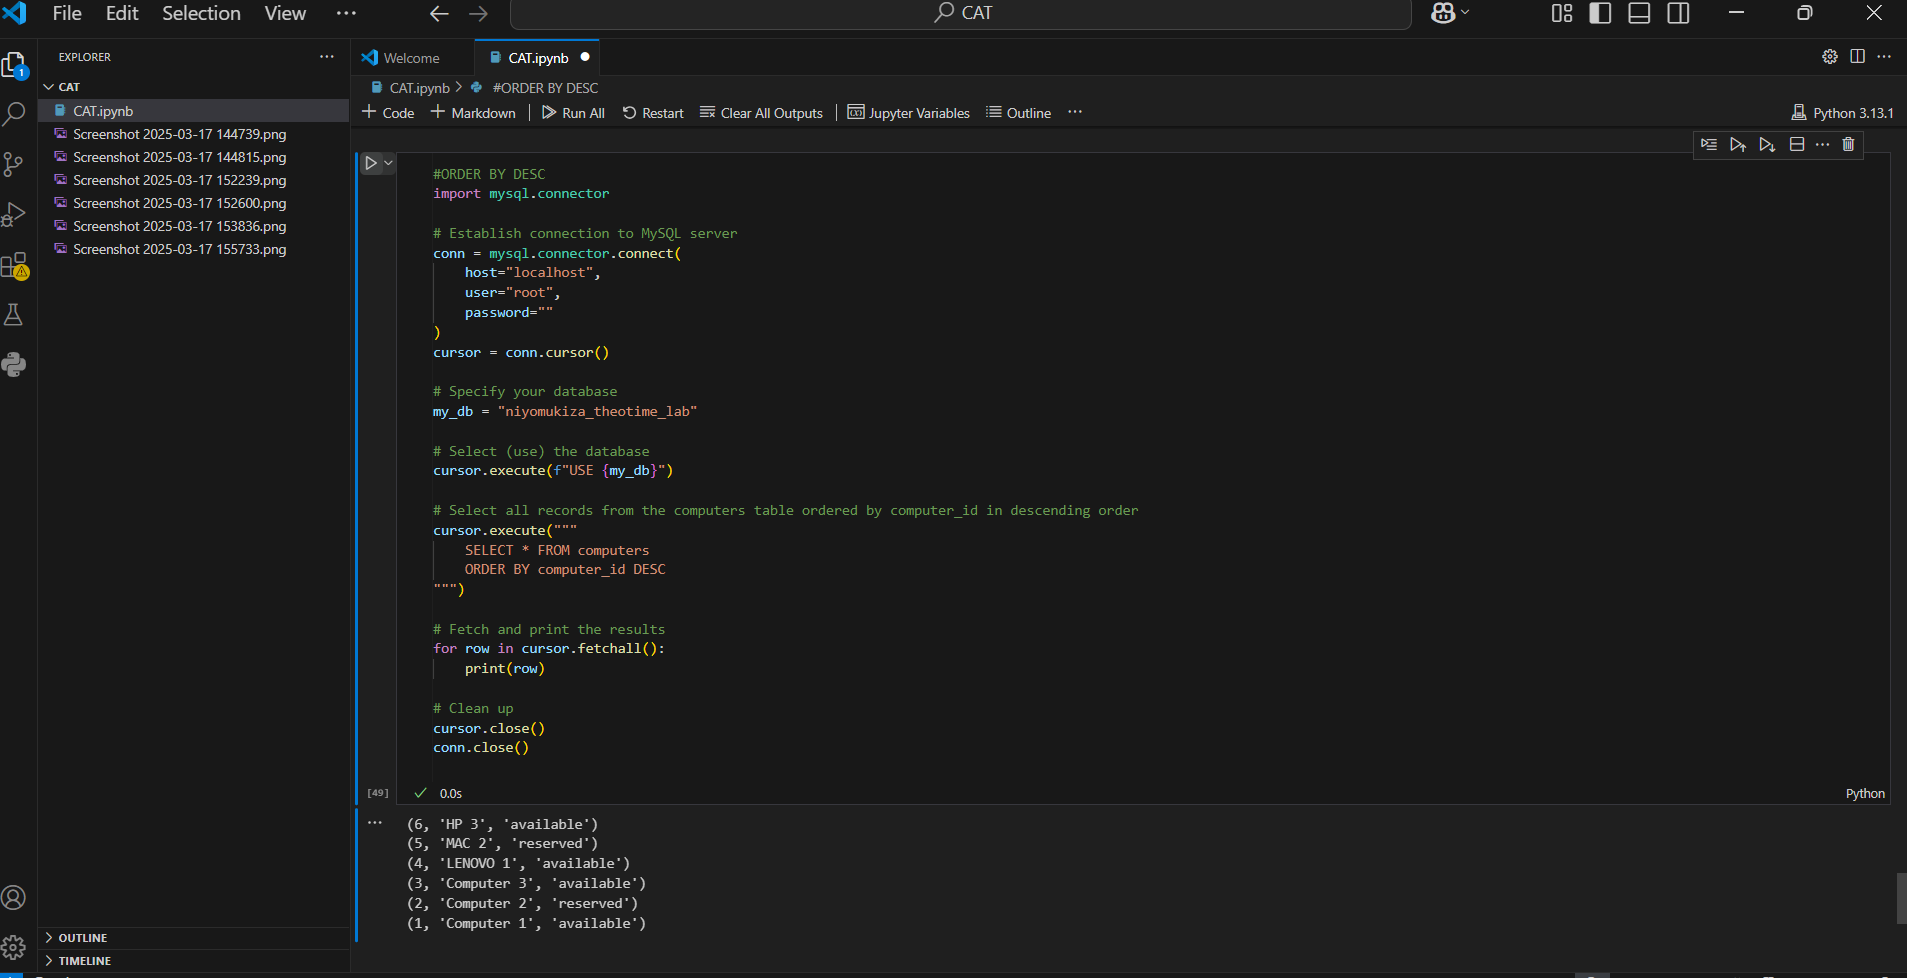 File Edit Selection View ··· CAT
EXPLORER ···
CAT
CAT.ipynb
Screenshot 2025-03-17 144739.png
Screenshot 2025-03-17 144815.png
Screenshot 2025-03-17 152239.png
Screenshot 2025-03-17 152600.png
Screenshot 2025-03-17 153836.png
Screenshot 2025-03-17 155733.png
OUTLINE
TIMELINE
1
Welcome CAT.ipynb
CAT.ipynb > #ORDER BY DESC
+ Code + Markdown Run All Restart Clear All Outputs Jupyter Variables Outline ··· Python 3.13.1
#ORDER BY DESC
import mysql.connector
# Establish connection to MySQL server
conn = mysql.connector.connect(
    host="localhost",
    user="root",
    password=""
)
cursor = conn.cursor()
# Specify your database
my_db = "niyomukiza_theotime_lab"
# Select (use) the database
cursor.execute(f"USE {my_db}")
# Select all records from the computers table ordered by computer_id in descending order
cursor.execute("""
    SELECT * FROM computers
    ORDER BY computer_id DESC
""")
# Fetch and print the results
for row in cursor.fetchall():
    print(row)
# Clean up
cursor.close()
conn.close()
[49] 0.0s Python
(6, 'HP 3', 'available')
(5, 'MAC 2', 'reserved')
(4, 'LENOVO 1', 'available')
(3, 'Computer 3', 'available')
(2, 'Computer 2', 'reserved')
(1, 'Computer 1', 'available')